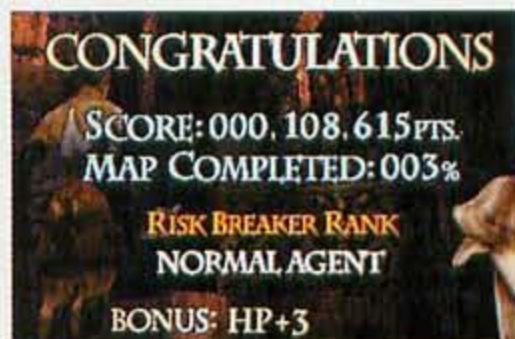 CONGRATULATIONS
SCORE: 000,108,615 PTS.
MAP COMPLETED: 003%
RISK BREAKER RANK
NORMAL AGENT
BONUS: HP+3